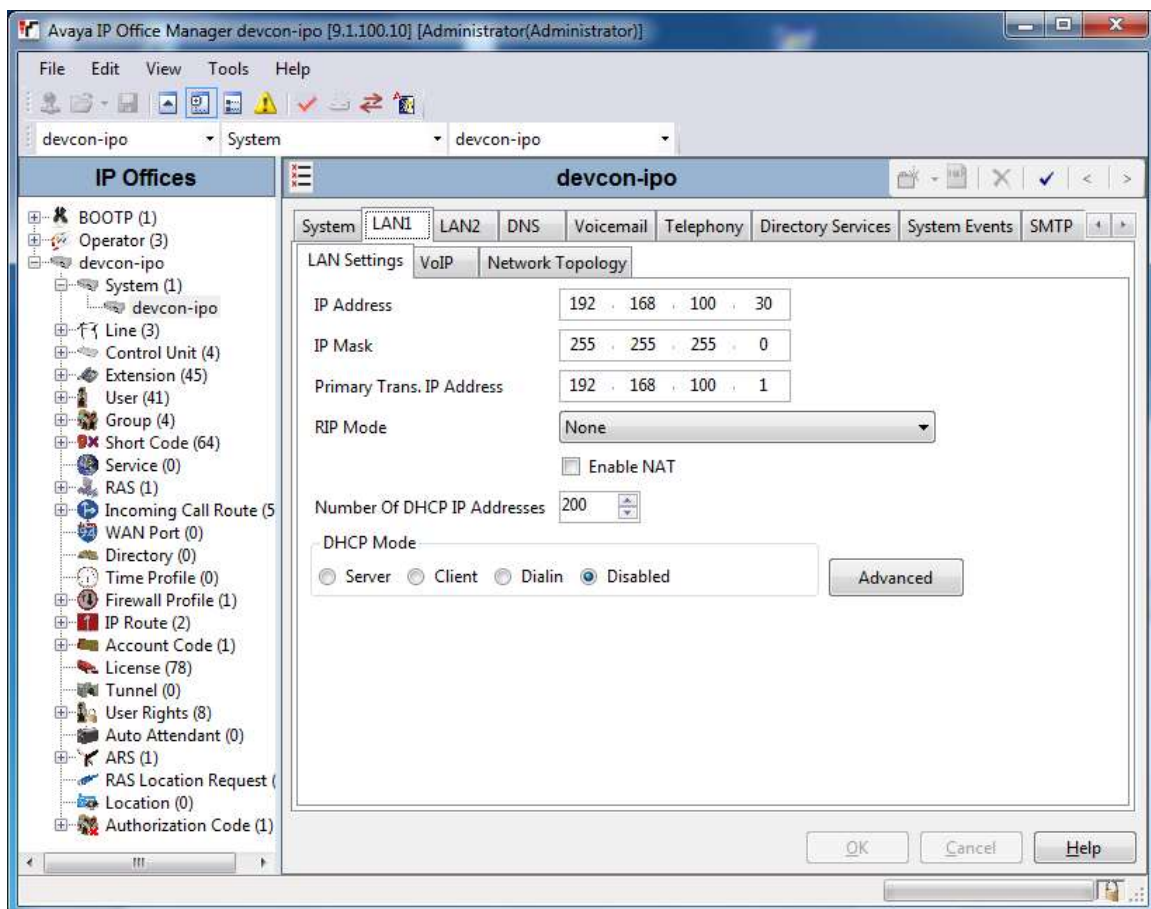 Avaya IP Office Manager devcon-ipo [9.1.100.10] [Administrator(Administrator)]
File Edit View Tools Help
devcon-ipo System devcon-ipo
IP Offices
BOOTP (1)
Operator (3)
devcon-ipo
System (1)
devcon-ipo
Line (3)
Control Unit (4)
Extension (45)
User (41)
Group (4)
Short Code (64)
Service (0)
RAS (1)
Incoming Call Route (5
WAN Port (0)
Directory (0)
Time Profile (0)
Firewall Profile (1)
IP Route (2)
Account Code (1)
License (78)
Tunnel (0)
User Rights (8)
Auto Attendant (0)
ARS (1)
RAS Location Request (
Location (0)
Authorization Code (1)
devcon-ipo
System LAN1 LAN2 DNS Voicemail Telephony Directory Services System Events SMTP
LAN Settings VoIP Network Topology
IP Address 192 . 168 . 100 . 30
IP Mask 255 . 255 . 255 . 0
Primary Trans. IP Address 192 . 168 . 100 . 1
RIP Mode None
Enable NAT
Number Of DHCP IP Addresses 200
DHCP Mode
Server Client Dialin Disabled Advanced
OK Cancel Help